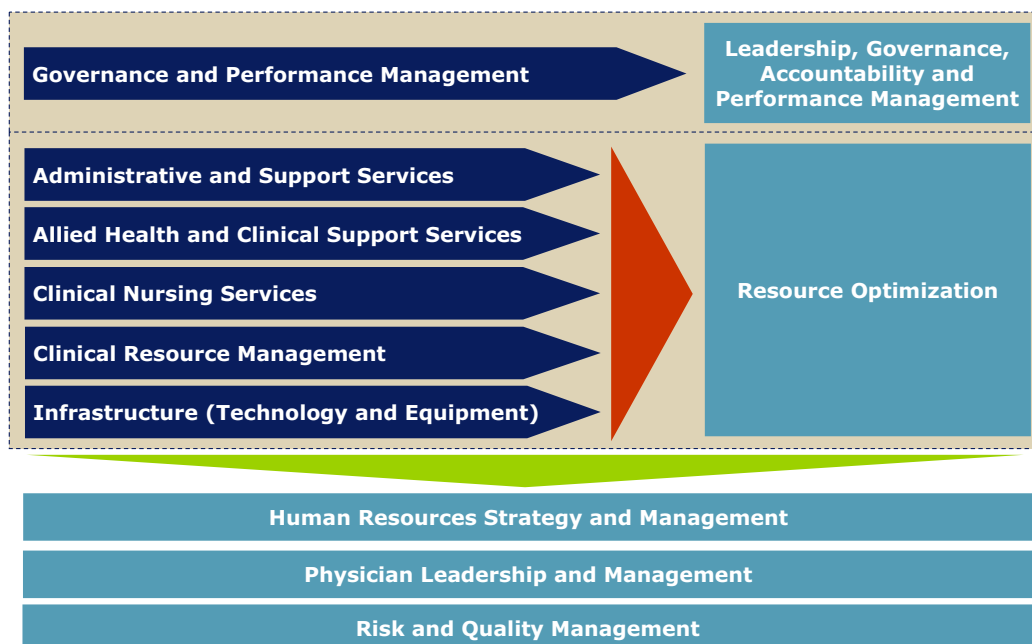 Governance and Performance Management
Leadership, Governance,
Accountability and
Performance Management
Administrative and Support Services
Allied Health and Clinical Support Services
Clinical Nursing Services
Clinical Resource Management
Infrastructure (Technology and Equipment)
Resource Optimization
Human Resources Strategy and Management
Physician Leadership and Management
Risk and Quality Management